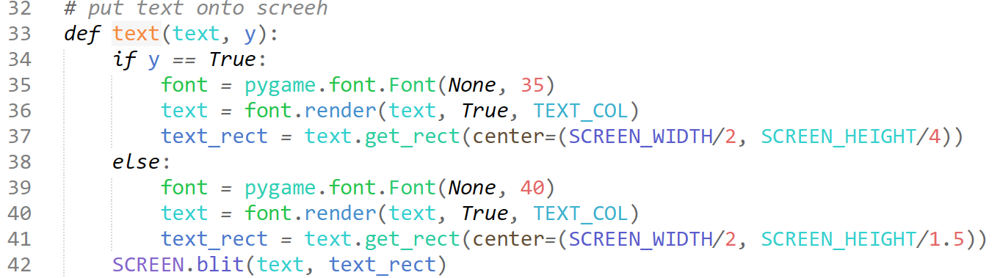 32 # put text onto screeh
33 def text(text, y):
34 if y == True:
35 font = pygame.font.Font(None, 35)
36 text = font.render(text, True, TEXT_COL)
37 text_rect = text.get_rect(center=(SCREEN_WIDTH/2, SCREEN_HEIGHT/4))
38 else:
39 font = pygame.font.Font(None, 40)
40 text = font.render(text, True, TEXT_COL)
41 text_rect = text.get_rect(center=(SCREEN_WIDTH/2, SCREEN_HEIGHT/1.5))
42 SCREEN.blit(text, text_rect)